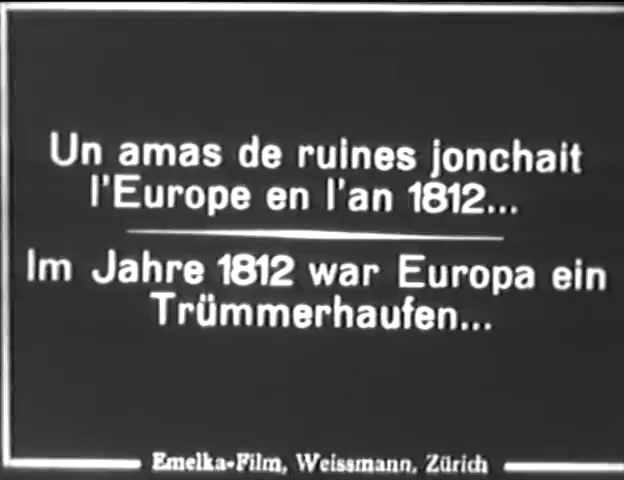 Un amas de ruines jonchait
l'Europe en l'an 1812...
Im Jahre 1812 war Europa ein
Trümmerhaufen...
Emelka-Film, Weissmann, Zürich